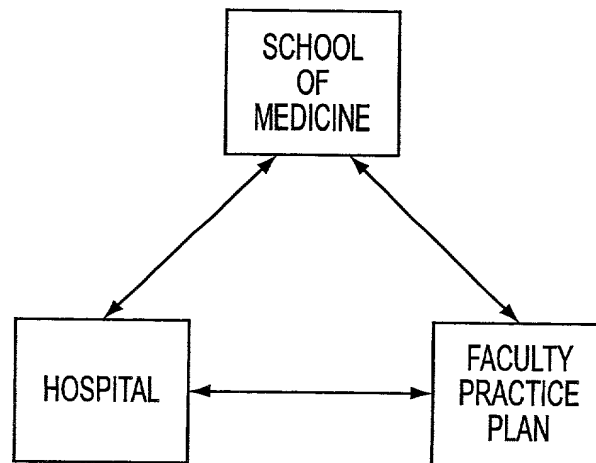 SCHOOL
OF
MEDICINE
HOSPITAL
FACULTY
PRACTICE
PLAN